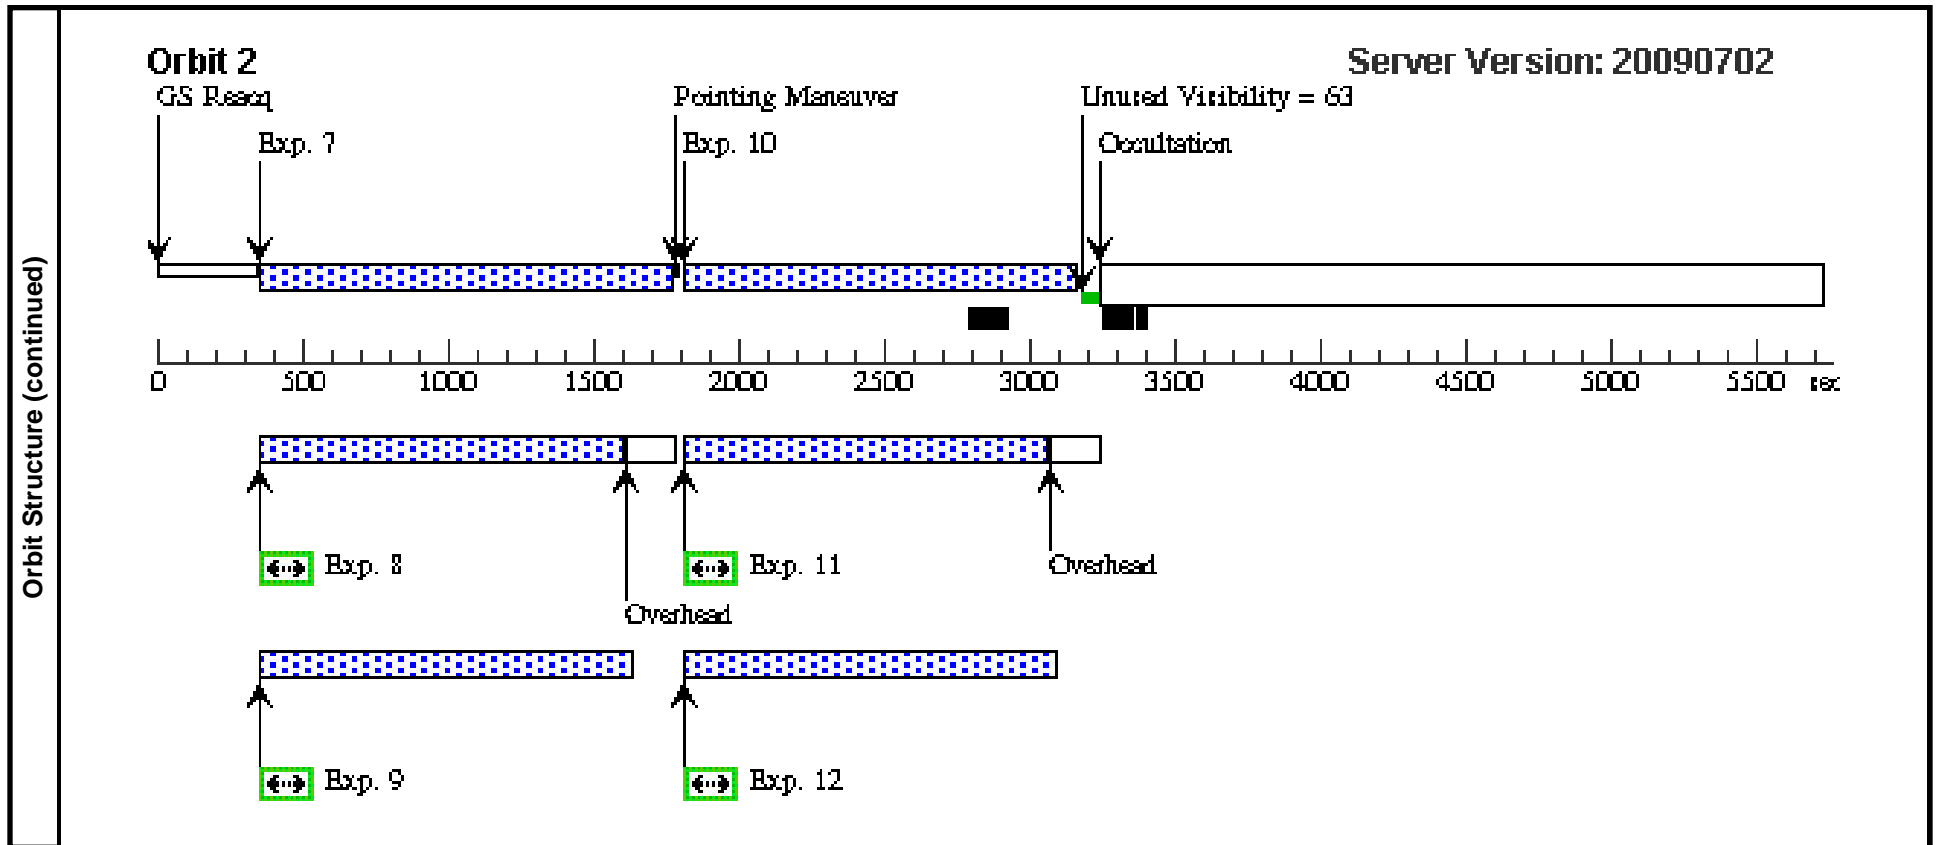 Orbit Structure (continued)
Orbit 2
Server Version: 20090702
GS Reacq
Pointing Maneuver
Unused Visibility = 63
Exp. 7
Exp. 10
Occultation
0 500 1000 1500 2000 2500 3000 3500 4000 4500 5000 5500 sec
Exp. 8
Exp. 11
Overhead
Overhead
Exp. 9
Exp. 12